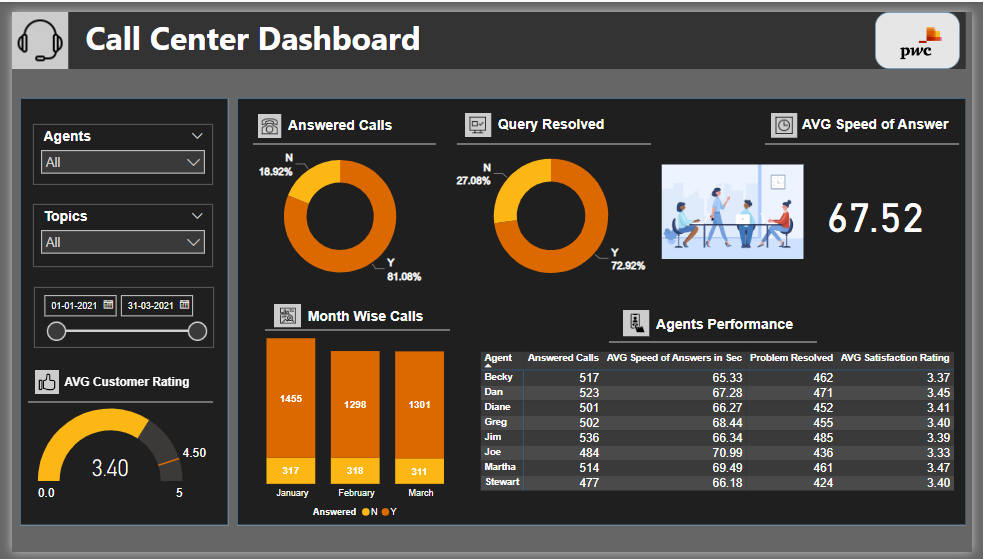 Call Center Dashboard
pwc
Agents
All
Topics
All
01-01-2021 31-03-2021
AVG Customer Rating
4.50
3.40
0.0 5
Answered Calls
N
18.92%
Y
81.08%
Query Resolved
N
27.08%
Y
72.92%
AVG Speed of Answer
67.52
Month Wise Calls
1455 1298 1301
317 318 311
January February March
Answered N Y
Agents Performance
Agent Answered Calls AVG Speed of Answers in Sec Problem Resolved AVG Satisfaction Rating
Becky 517 65.33 462 3.37
Dan 523 67.28 471 3.45
Diane 501 66.27 452 3.41
Greg 502 68.44 455 3.40
Jim 536 66.34 485 3.39
Joe 484 70.99 436 3.33
Martha 514 69.49 461 3.47
Stewart 477 66.18 424 3.40